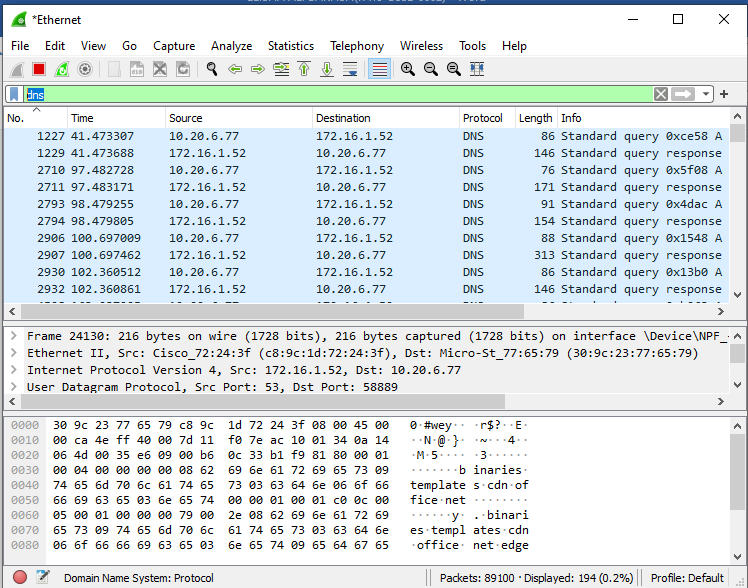 *Ethernet
File Edit View Go Capture Analyze Statistics Telephony Wireless Tools Help
dns
No. Time Source Destination Protocol Length Info
1227 41.473307 10.20.6.77 172.16.1.52 DNS 86 Standard query 0xce58 A
1229 41.473688 172.16.1.52 10.20.6.77 DNS 146 Standard query response
2710 97.482728 10.20.6.77 172.16.1.52 DNS 76 Standard query 0x5f08 A
2711 97.483171 172.16.1.52 10.20.6.77 DNS 171 Standard query response
2793 98.479255 10.20.6.77 172.16.1.52 DNS 91 Standard query 0x4dac A
2794 98.479805 172.16.1.52 10.20.6.77 DNS 154 Standard query response
2906 100.697009 10.20.6.77 172.16.1.52 DNS 88 Standard query 0x1548 A
2907 100.697462 172.16.1.52 10.20.6.77 DNS 313 Standard query response
2930 102.360512 10.20.6.77 172.16.1.52 DNS 86 Standard query 0x13b0 A
2932 102.360861 172.16.1.52 10.20.6.77 DNS 146 Standard query response
Frame 24130: 216 bytes on wire (1728 bits), 216 bytes captured (1728 bits) on interface \Device\NPF_
Ethernet II, Src: Cisco_72:24:3f (c8:9c:1d:72:24:3f), Dst: Micro-St_77:65:79 (30:9c:23:77:65:79)
Internet Protocol Version 4, Src: 172.16.1.52, Dst: 10.20.6.77
User Datagram Protocol, Src Port: 53, Dst Port: 58889
0000 30 9c 23 77 65 79 c8 9c 1d 72 24 3f 08 00 45 00 0·#wey·· ·r$?··E·
0010 00 ca 4e ff 40 00 7d 11 f0 7e ac 10 01 34 0a 14 ··N·@·}· ·~···4··
0020 06 4d 00 35 e6 09 00 b6 0c 33 b1 f9 81 80 00 01 ·M·5···· ·3······
0030 00 04 00 00 00 00 08 62 69 6e 61 72 69 65 73 09 ·······b inaries·
0040 74 65 6d 70 6c 61 74 65 73 03 63 64 6e 06 6f 66 template s·cdn·of
0050 66 69 63 65 03 6e 65 74 00 00 01 00 01 c0 0c 00 fice·net ········
0060 05 00 01 00 00 00 79 00 2e 08 62 69 6e 61 72 69 ······y· .·binari
0070 65 73 09 74 65 6d 70 6c 61 74 65 73 03 63 64 6e es·templ ates·cdn
0080 06 6f 66 66 69 63 65 03 6e 65 74 09 65 64 67 65 ·office· net·edge
Domain Name System: Protocol Packets: 89100 · Displayed: 194 (0.2%) Profile: Default